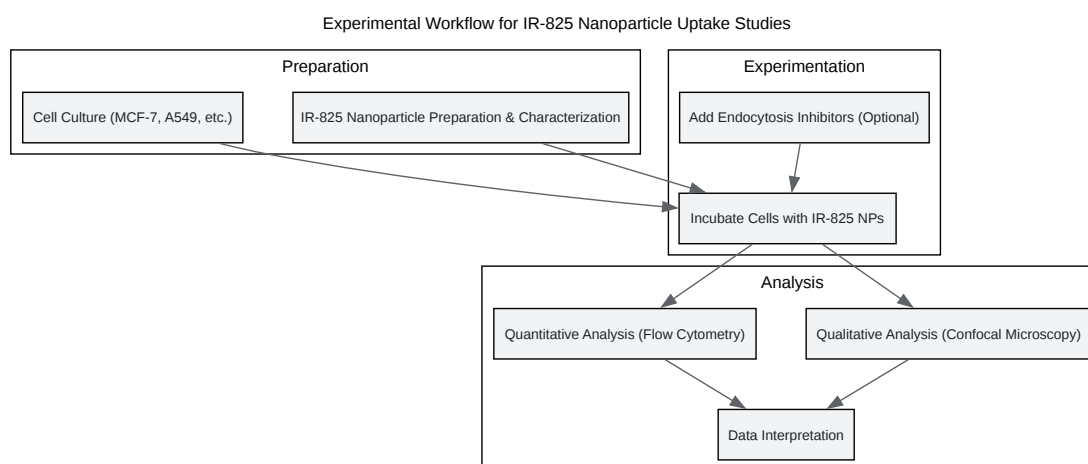 Experimental Workflow for IR-825 Nanoparticle Uptake Studies
Preparation
Experimentation
Cell Culture (MCF-7, A549, etc.)
IR-825 Nanoparticle Preparation & Characterization
Add Endocytosis Inhibitors (Optional)
Incubate Cells with IR-825 NPs
Analysis
Quantitative Analysis (Flow Cytometry)
Qualitative Analysis (Confocal Microscopy)
Data Interpretation